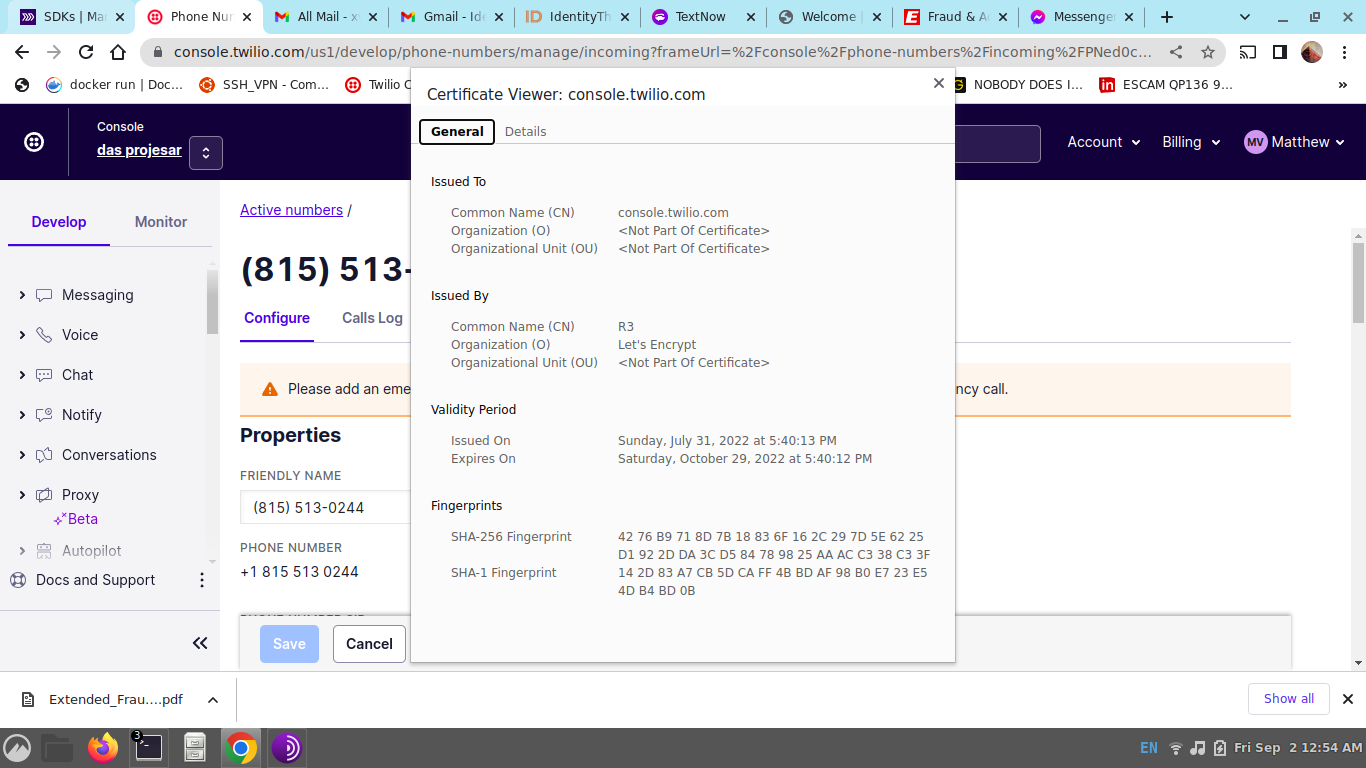 SDKs | Mar
Phone Num
All Mail - x
Gmail - Ide
IdentityTh
TextNow
Welcome |
Fraud & A
Messenger
console.twilio.com/us1/develop/phone-numbers/manage/incoming?frameUrl=%2Fconsole%2Fphone-numbers%2Fincoming%2FPNed0c...
docker run | Doc...
SSH_VPN - Com...
Twilio C
NOBODY DOES I...
ESCAM QP136 9...
»
Certificate Viewer: console.twilio.com
General Details
Console
das projesar
Account
Billing
MV Matthew
Develop Monitor
Messaging
Voice
Chat
Notify
Conversations
Proxy
Beta
Autopilot
Docs and Support
Active numbers /
(815) 513-
Configure Calls Log
Please add an eme
ncy call.
Properties
FRIENDLY NAME
(815) 513-0244
PHONE NUMBER
+1 815 513 0244
Save Cancel
Issued To
Common Name (CN) console.twilio.com
Organization (O) <Not Part Of Certificate>
Organizational Unit (OU) <Not Part Of Certificate>
Issued By
Common Name (CN) R3
Organization (O) Let's Encrypt
Organizational Unit (OU) <Not Part Of Certificate>
Validity Period
Issued On Sunday, July 31, 2022 at 5:40:13 PM
Expires On Saturday, October 29, 2022 at 5:40:12 PM
Fingerprints
SHA-256 Fingerprint 42 76 B9 71 8D 7B 18 83 6F 16 2C 29 7D 5E 62 25
D1 92 2D DA 3C D5 84 78 98 25 AA AC C3 38 C3 3F
SHA-1 Fingerprint 14 2D 83 A7 CB 5D CA FF 4B BD AF 98 B0 E7 23 E5
4D B4 BD 0B
Extended_Frau....pdf
Show all
3
EN Fri Sep 2 12:54 AM